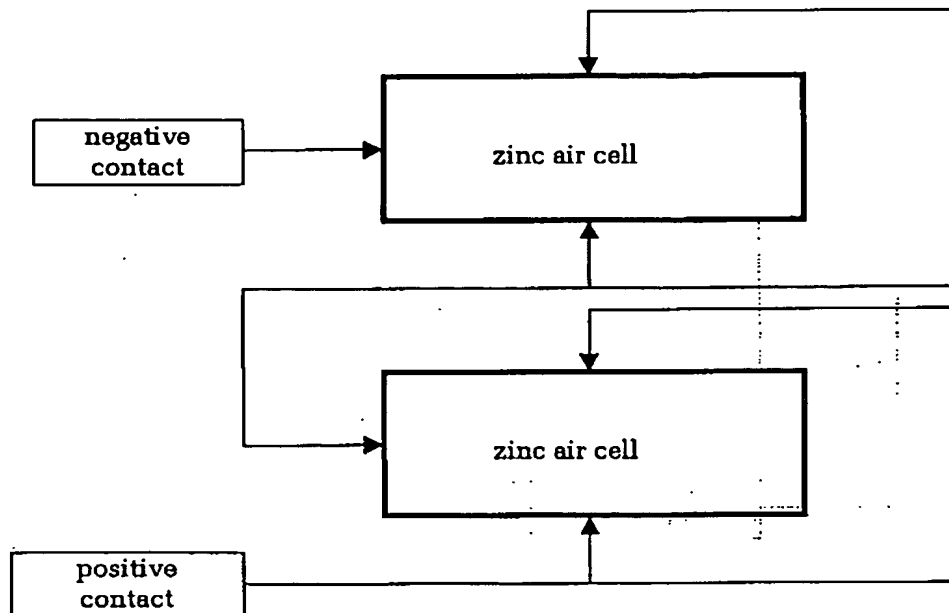 negative
contact
zinc air cell
zinc air cell
positive
contact